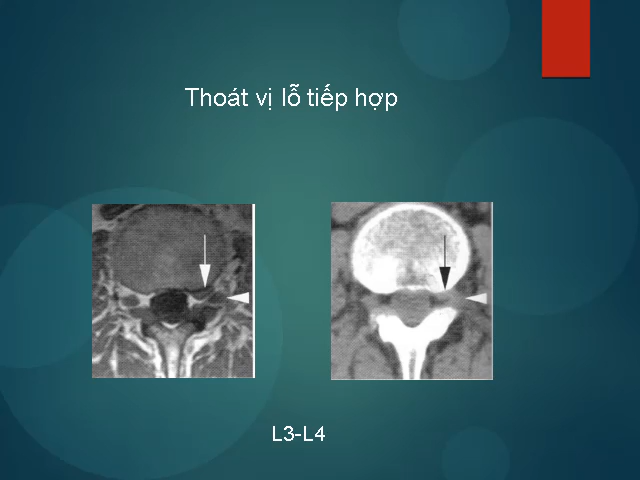 Thoát vị lỗ tiếp hợp
L3-L4